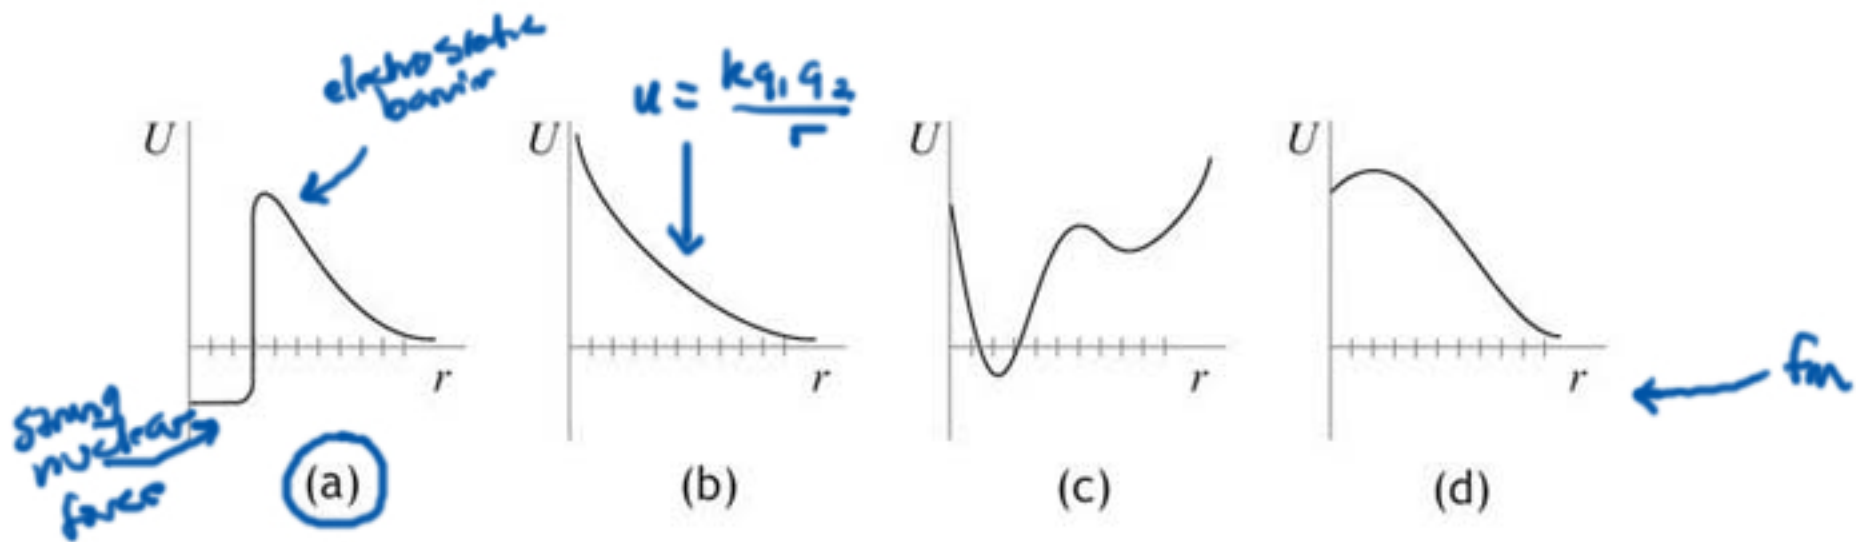 electrostatic
barrier
u = kq₁q₂/r
U
U
U
U
r
r
r
r
fm
strong
nuclear
force
(a)
(b)
(c)
(d)